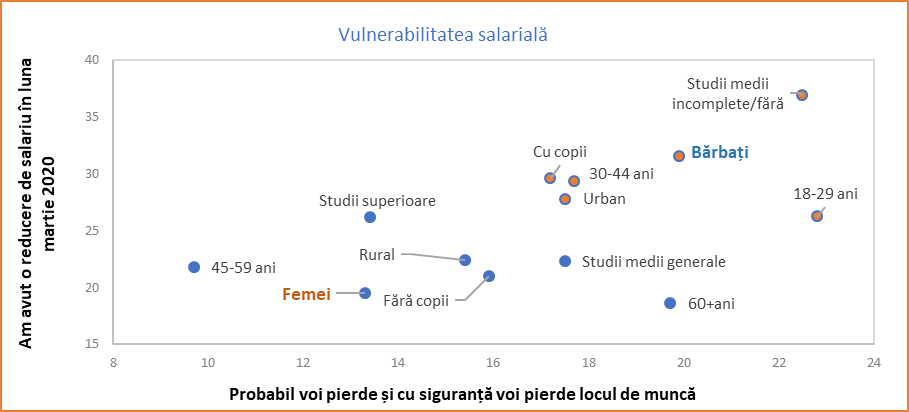 Vulnerabilitatea salarială
Am avut o reducere de salariu în luna
martie 2020
40
35
30
25
20
15
Studii medii
incomplete/fără
Bărbați
Cu copii
30-44 ani
Urban
18-29 ani
Studii superioare
Rural
Studii medii generale
45-59 ani
Femei
Fără copii
60+ani
8
10
12
14
16
18
20
22
24
Probabil voi pierde și cu siguranță voi pierde locul de muncă